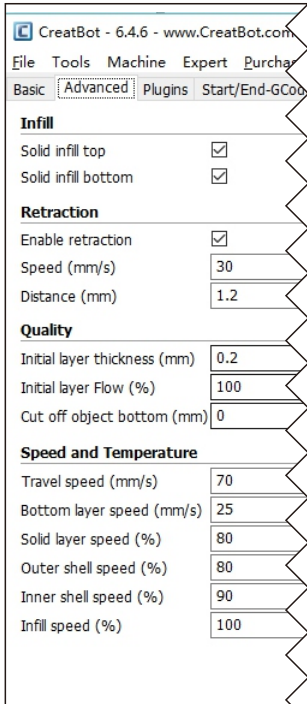 CreatBot - 6.4.6 - www.CreatBot.com
File Tools Machine Expert
Basic Advanced Plugins Start/End-GCod
Infill
Solid infill top
Solid infill bottom
Retraction
Enable retraction
Speed (mm/s) 30
Distance (mm) 1.2
Quality
Initial layer thickness (mm) 0.2
Initial layer Flow (%) 100
Cut off object bottom (mm) 0
Speed and Temperature
Travel speed (mm/s) 70
Bottom layer speed (mm/s) 25
Solid layer speed (%) 80
Outer shell speed (%) 80
Inner shell speed (%) 90
Infill speed (%) 100